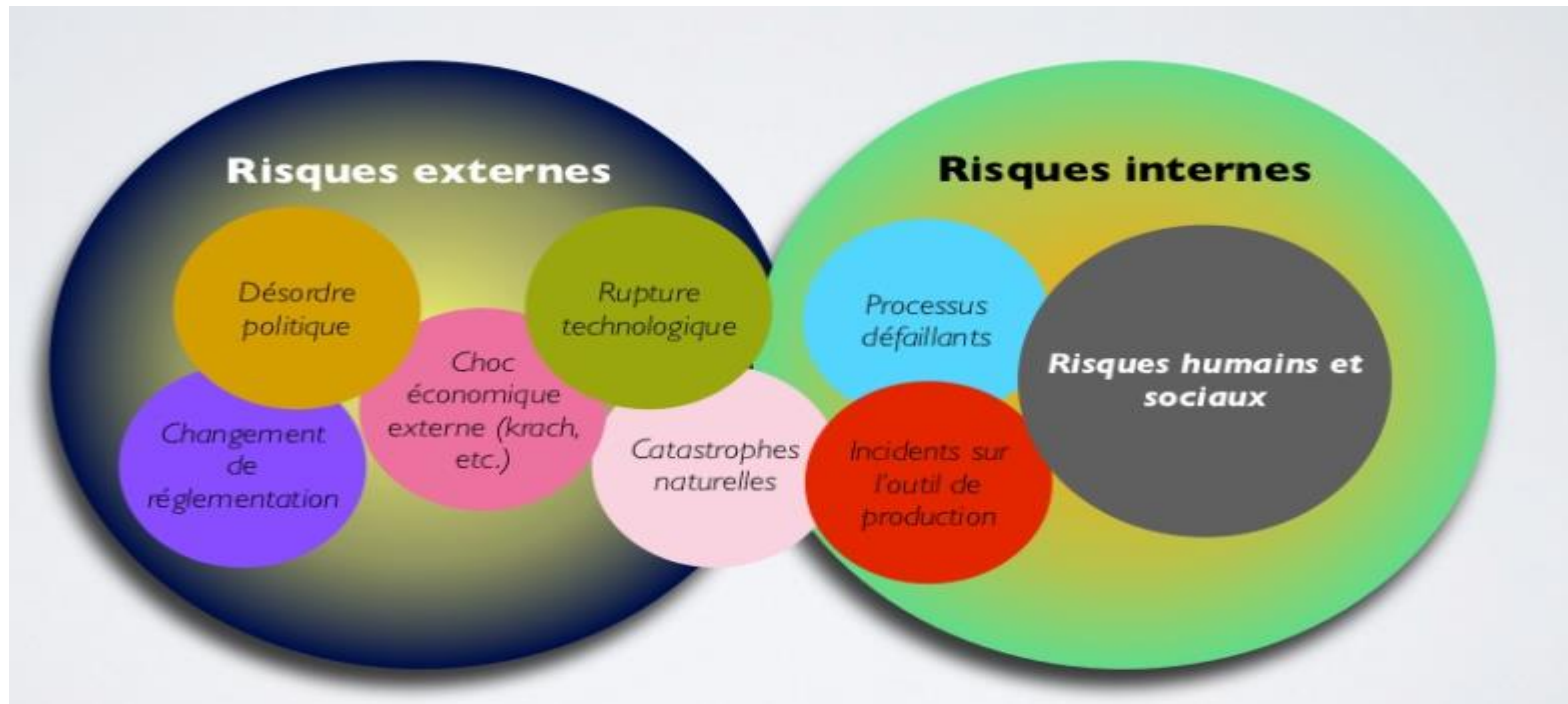 Risques externes
Désordre
politique
Rupture
technologique
Choc
économique
externe (krach,
etc.)
Changement
de
réglementation
Catastrophes
naturelles
Risques internes
Processus
défaillants
Risques humains et
sociaux
Incidents sur
l'outil de
production